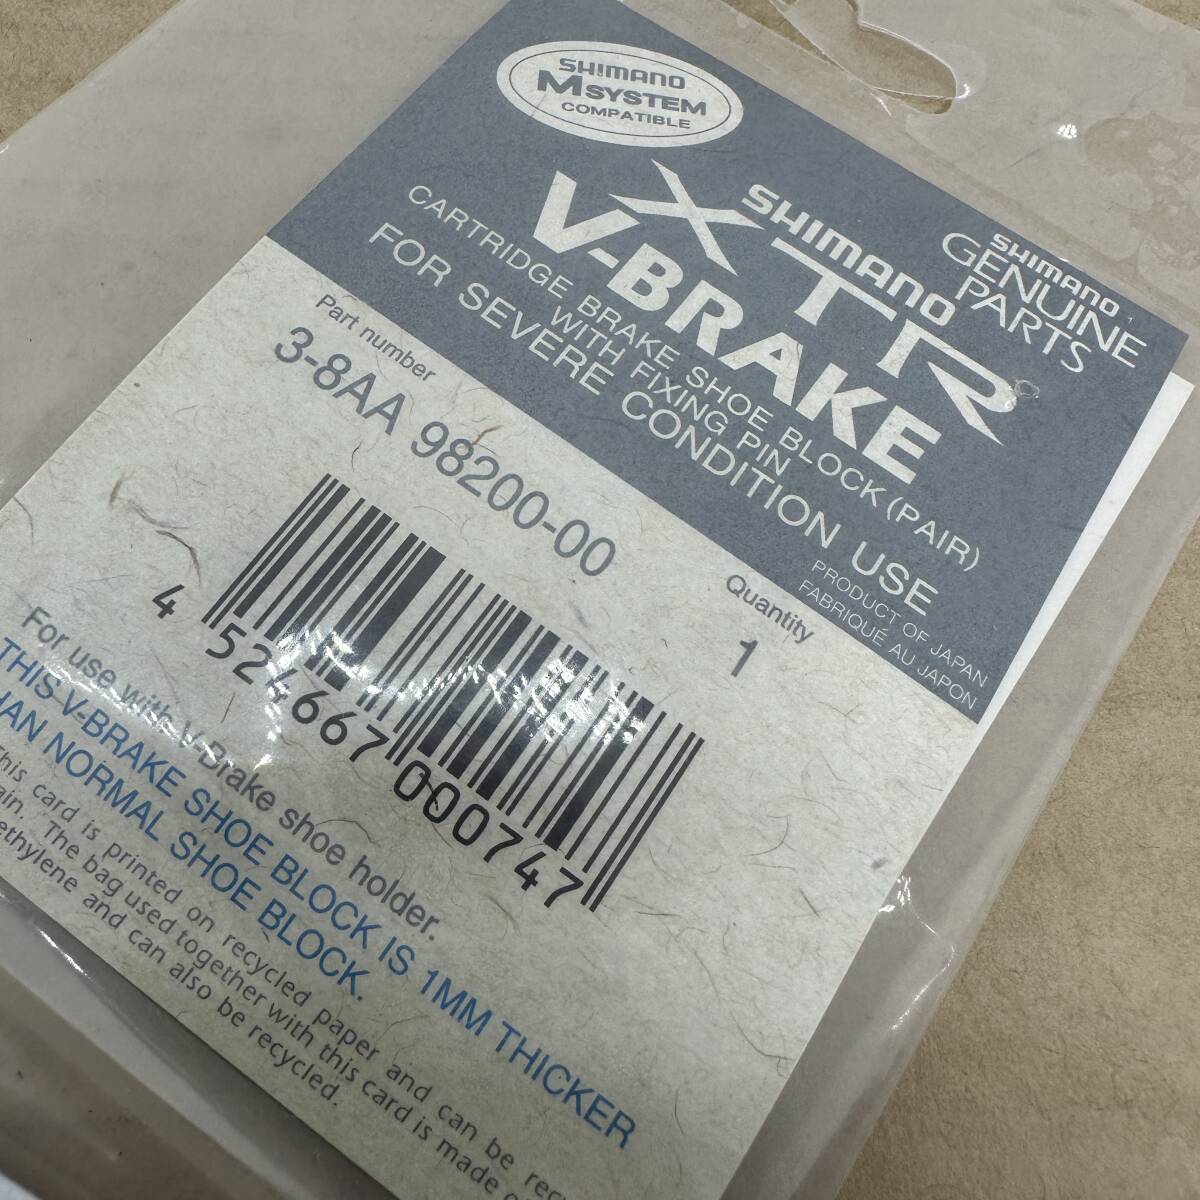 SHIMANO
M SYSTEM
COMPATIBLE
SHIMANO
XTR
V-BRAKE
SHIMANO
GENUINE
PARTS
CARTRIDGE BRAKE SHOE BLOCK (PAIR)
WITH FIXING PIN
FOR SEVERE CONDITION USE
PRODUCT OF JAPAN
FABRIQUÉ AU JAPON
Part number
3-8AA 98200-00
Quantity
1
4 524667 000747
For use with V-Brake shoe holder.
THIS V-BRAKE SHOE BLOCK IS 1MM THICKER
HAN NORMAL SHOE BLOCK.
This card is printed on recycled paper and can be recy
ain. The bag used together with this card is made o
ethylene and can also be recycled.